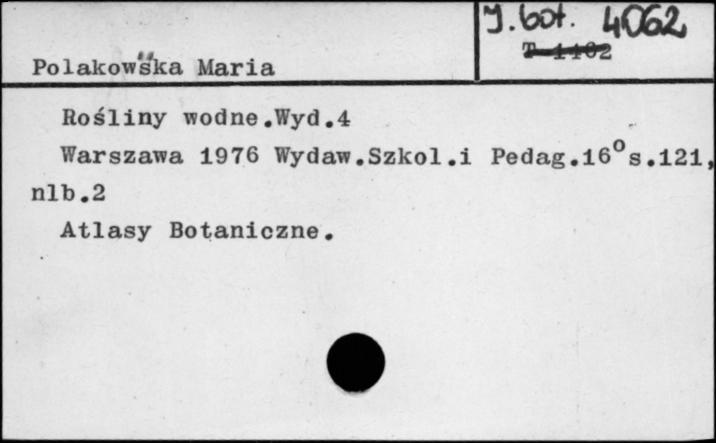 J. bot. 4062
T 1402
Polakowska Maria
Rośliny wodne.Wyd.4
Warszawa 1976 Wydaw.Szkol.i Pedag.16° s.121,
nlb.2
Atlasy Botaniczne.